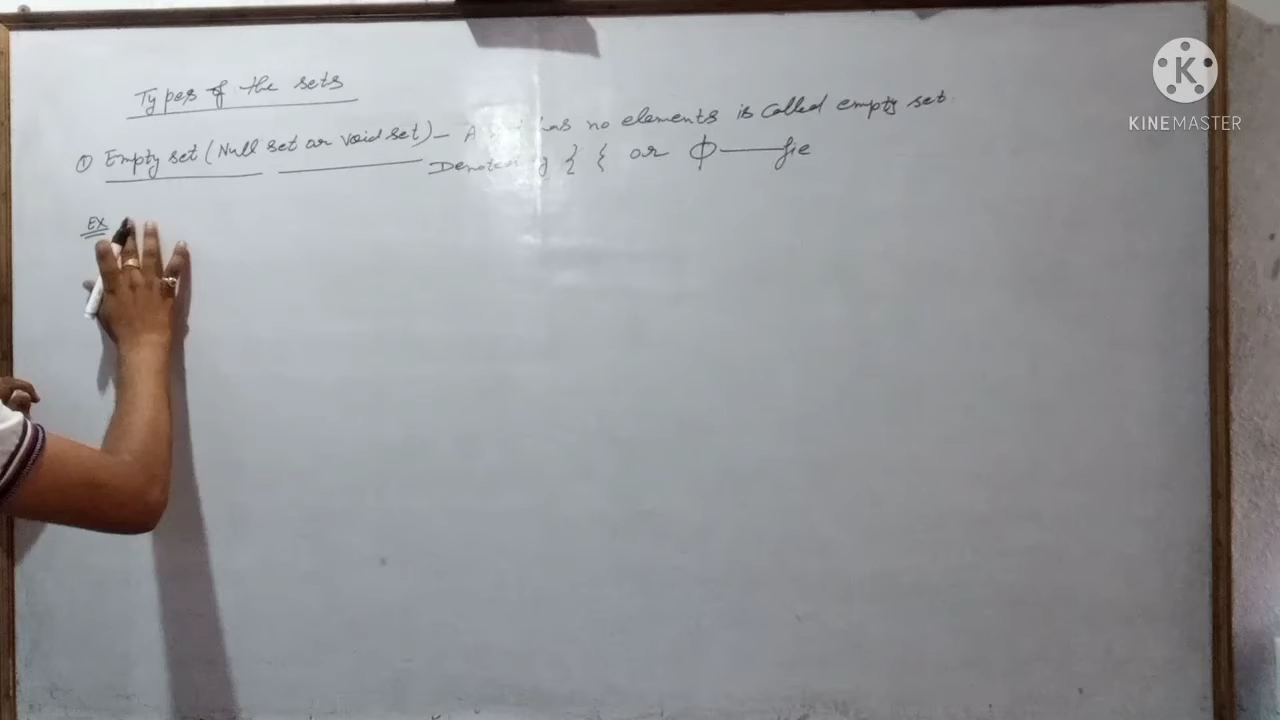 Types of the sets
① Empty set (Null set or Void set) – A has no elements is called empty set.
Denoted by } { or Φ — fie
EX
KINEMASTER